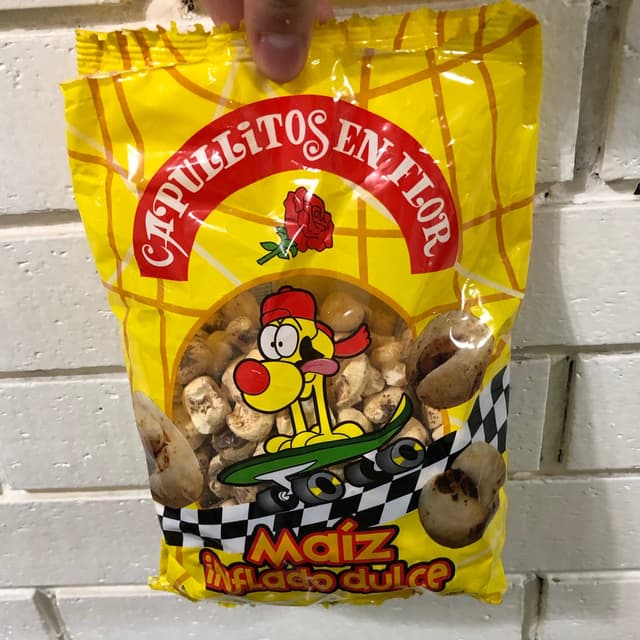 CAPULLiTOS EN FLOR
Maíz
inflado dulce